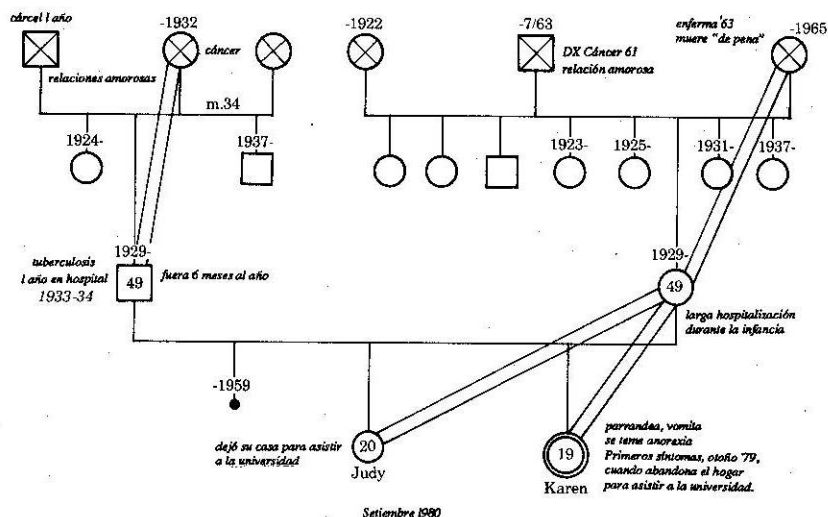 cárcel 1 año
-1932
cáncer
relaciones amorosas
m.34
-1922
-7/63
DX Cáncer 61
relación amorosa
enferma '63
muere "de pena"
-1965
1924-
1937-
1923-
1925-
1931-
1937-
tuberculosis
1 año en hospital
1933-34
1929-
49
fuera 6 meses al año
1929-
49
larga hospitalización
durante la infancia
-1959
dejó su casa para asistir
a la universidad
20
Judy
19
Karen
parrandea, vomita
se teme anorexia
Primeros síntomas, otoño '79,
cuando abandona el hogar
para asistir a la universidad.
Setiembre 1980